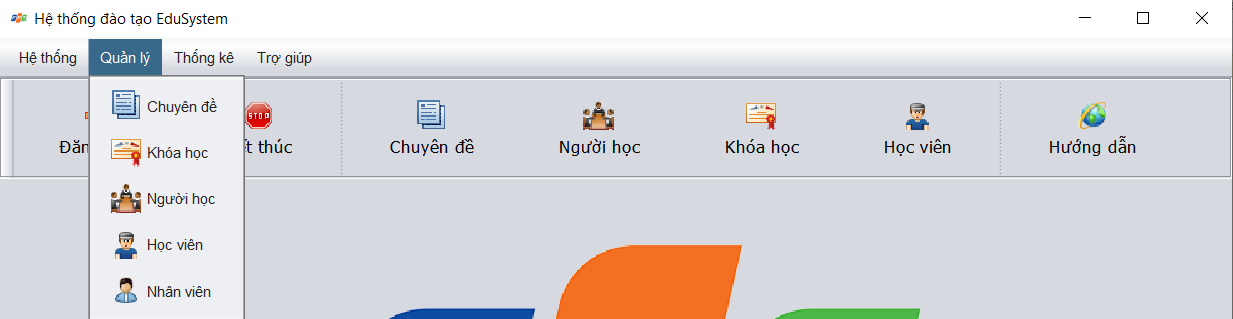 Hệ thống đào tạo EduSystem
Hệ thống Quản lý Thống kê Trợ giúp
Chuyên đề
Khóa học
Người học
Học viên
Nhân viên
STOP
thúc Chuyên đề Người học Khóa học Học viên Hướng dẫn